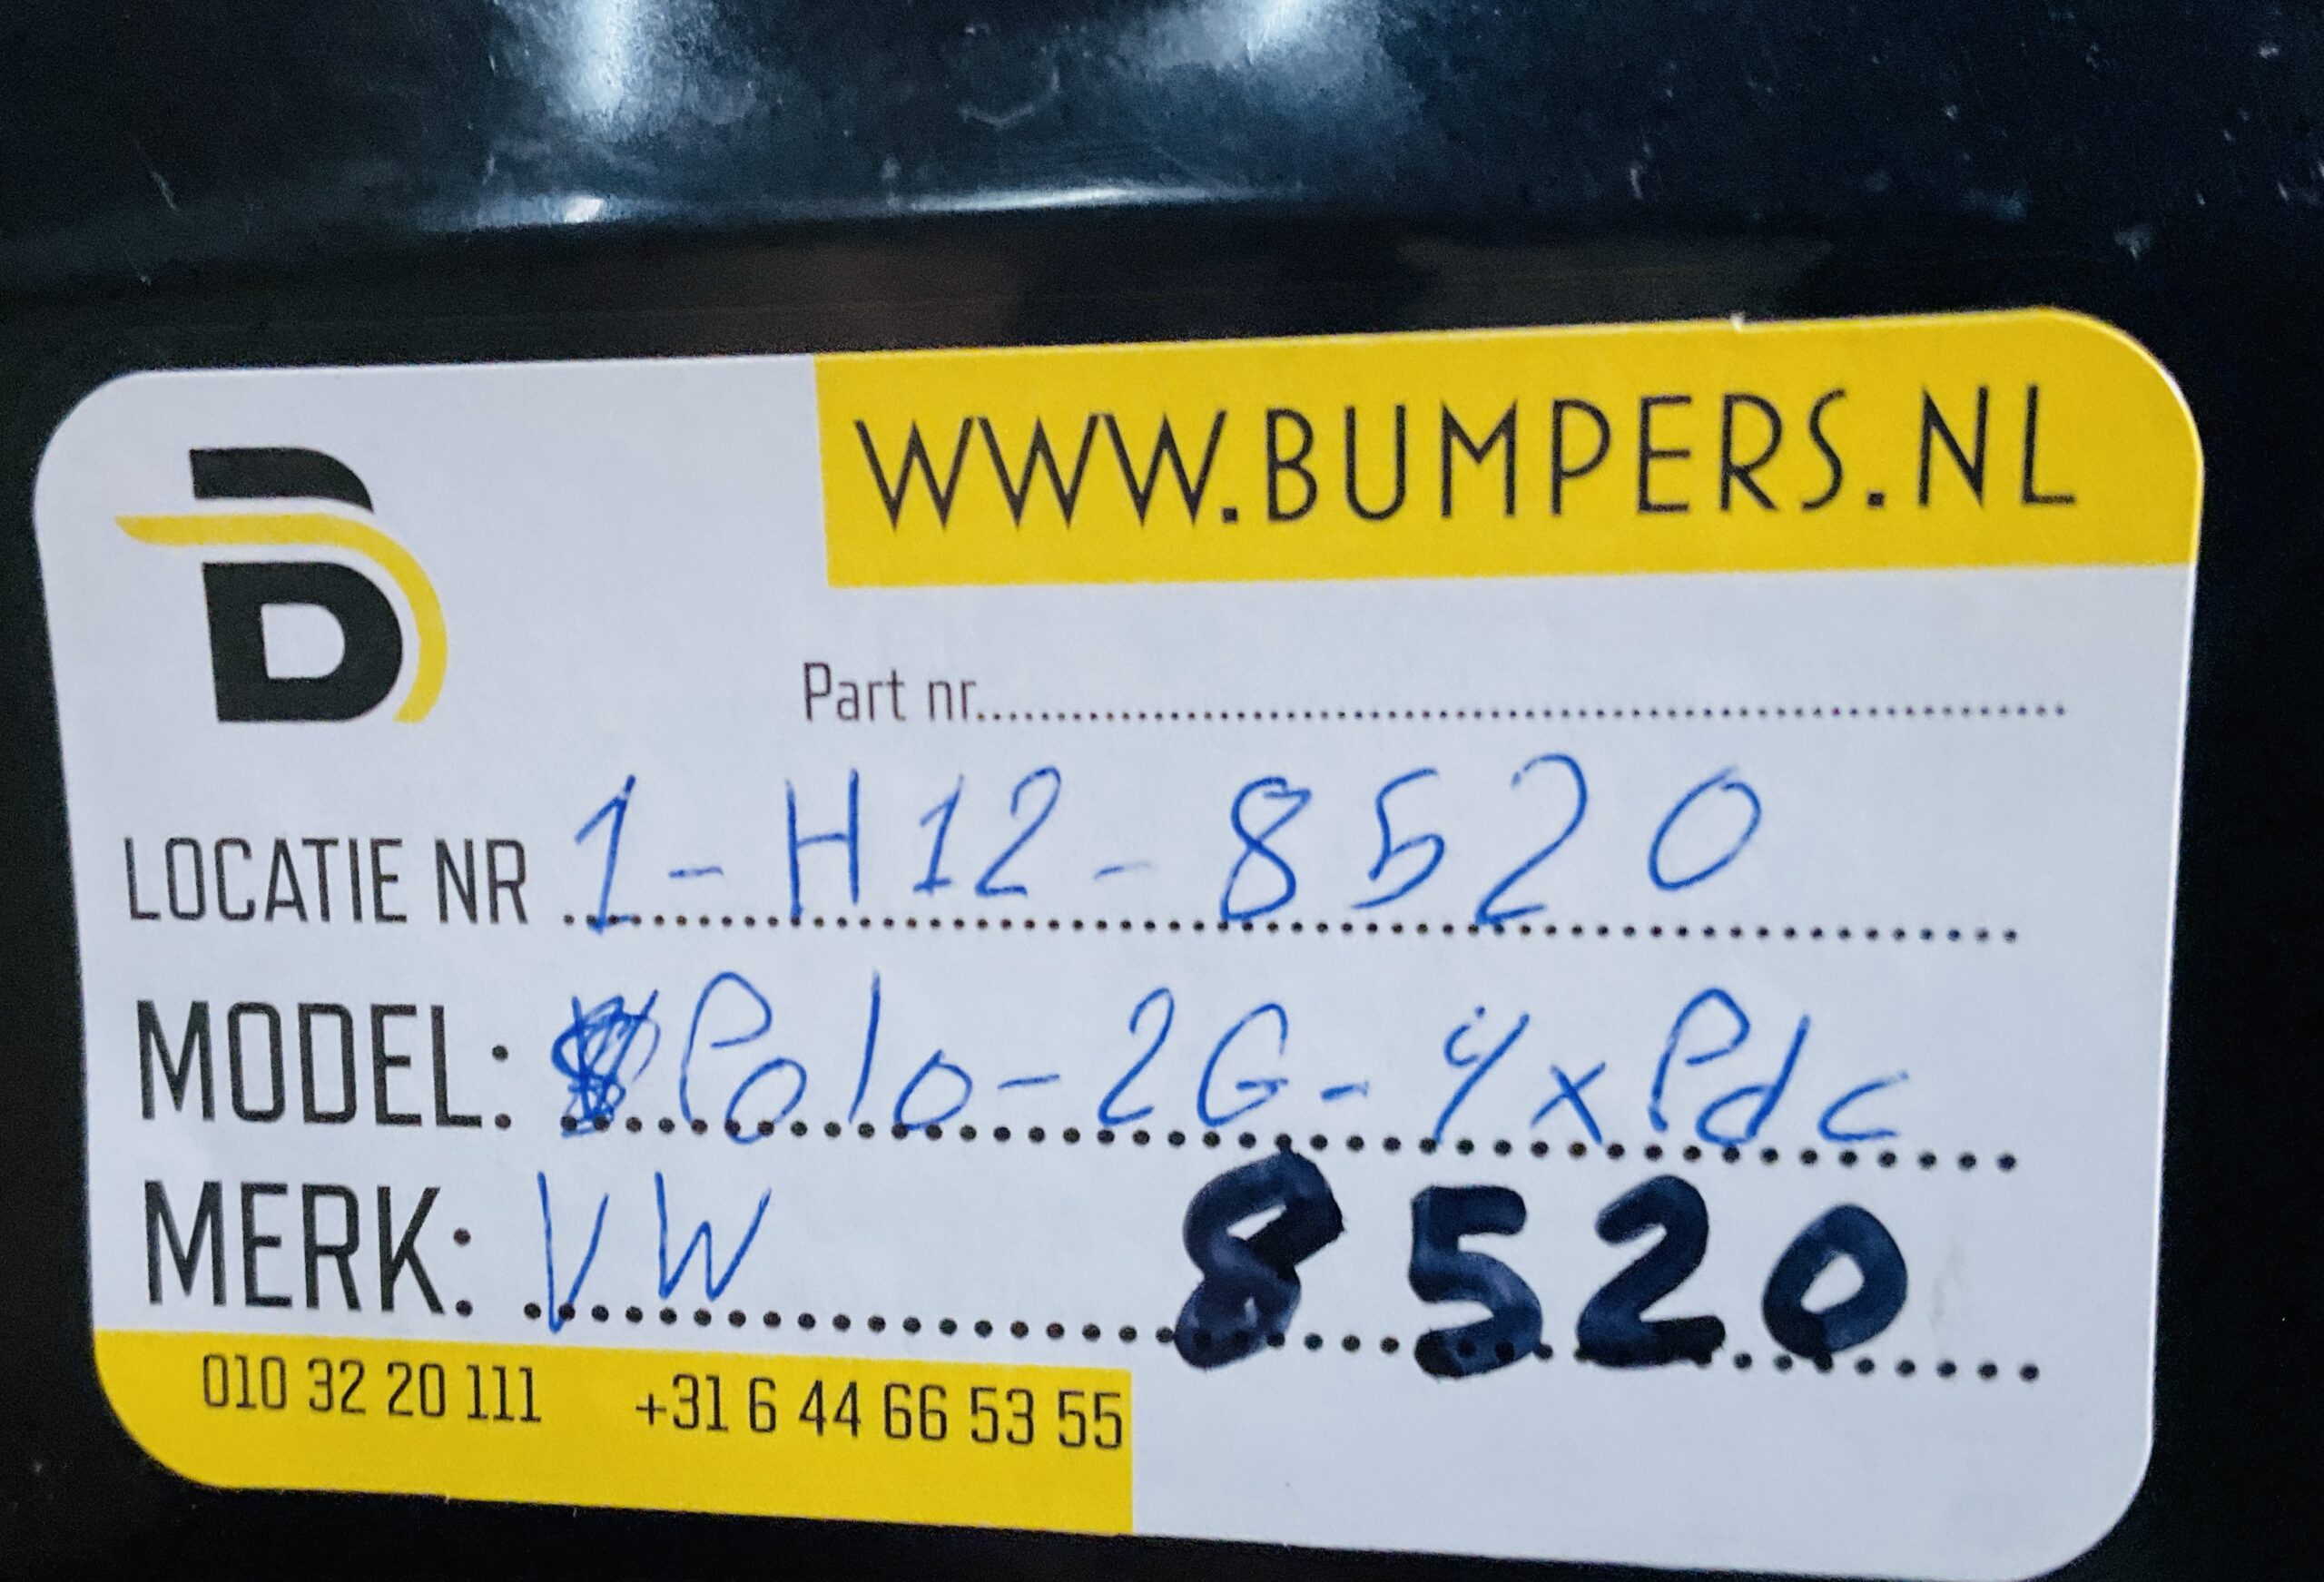 WWW.BUMPERS.NL
Part nr..........
LOCATIE NR 1-H12-8520
MODEL: Polo-2G-4xPdc
MERK: VW 8520
010 32 20 111 +31 6 44 66 53 55